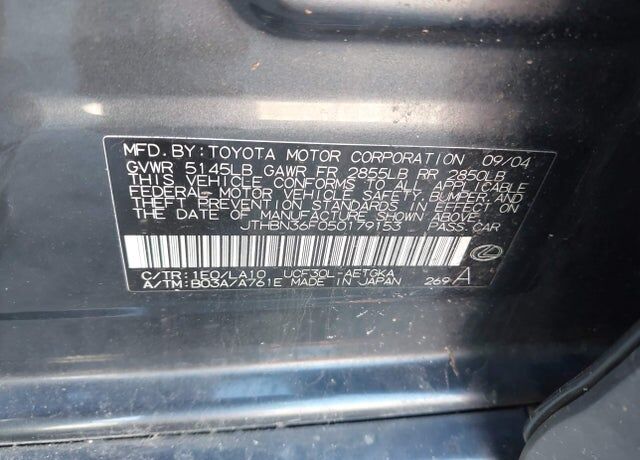 MFD. BY: TOYOTA MOTOR CORPORATION 09/04
GVWR 5145LB GAWR FR 2855LB RR 2850LB
THIS VEHICLE CONFORMS TO ALL APPLICABLE
FEDERAL MOTOR VEHICLE SAFETY, BUMPER, AND
THEFT PREVENTION STANDARDS IN EFFECT ON
THE DATE OF MANUFACTURE SHOWN ABOVE.
JTHBN36F050179153 PASS. CAR
C/TR: 1E0/LA10 UCF30L-AETGKA
A/TM: B03A/A761E MADE IN JAPAN 269 A